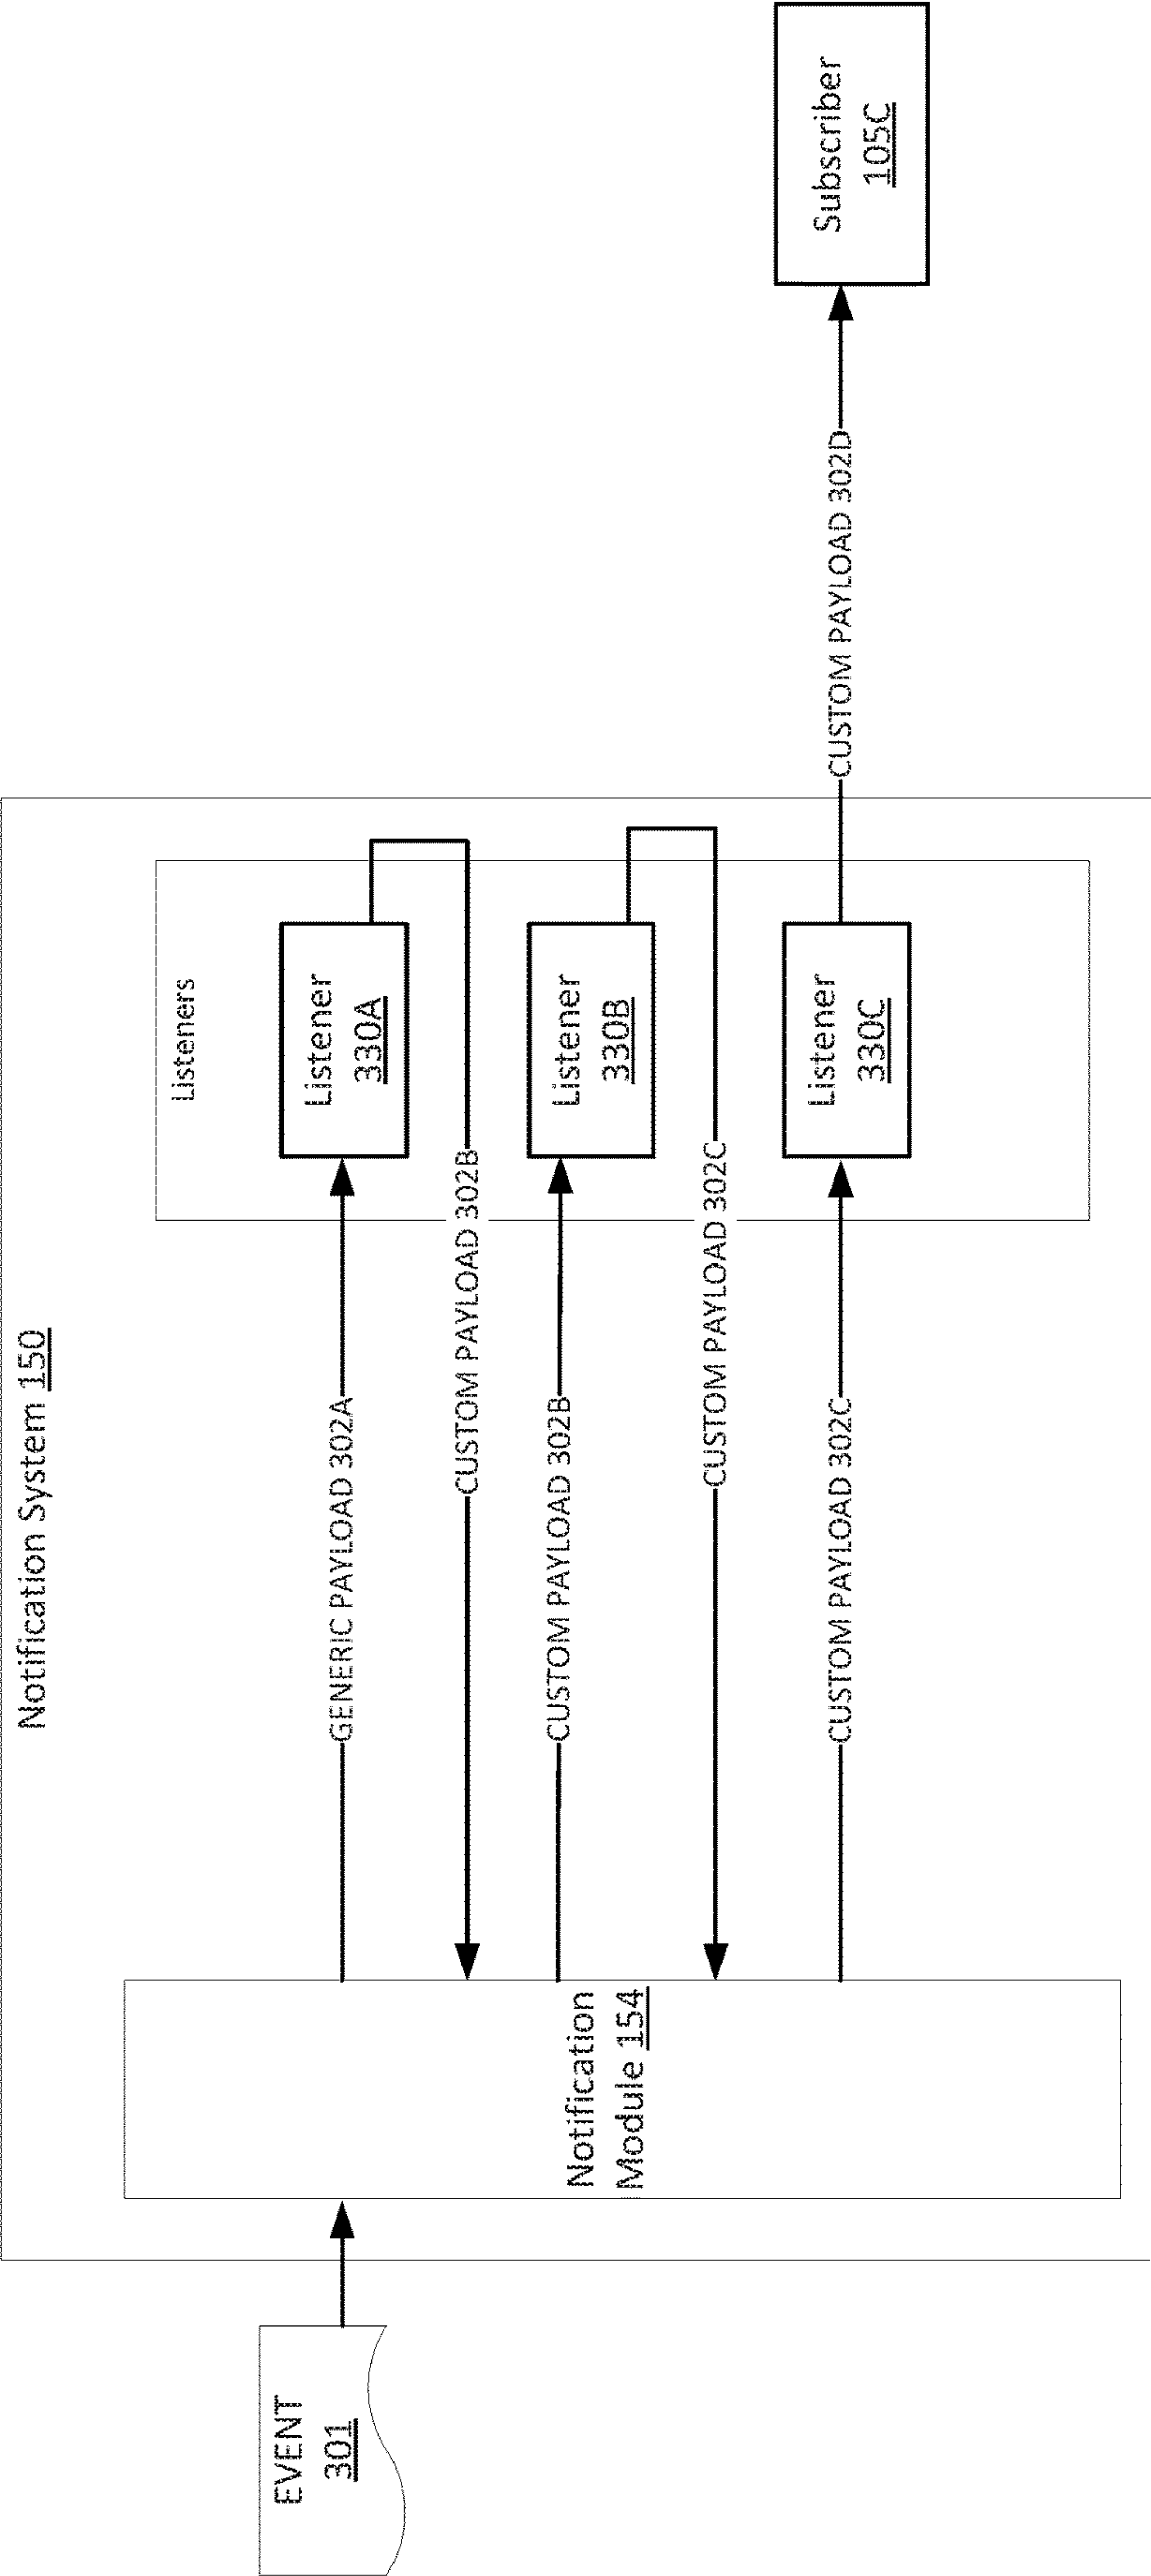 Notification System 150
Listeners
EVENT
301
GENERIC PAYLOAD 302A
Listener
330A
CUSTOM PAYLOAD 302B
Notification
Module 154
CUSTOM PAYLOAD 302B
Listener
330B
CUSTOM PAYLOAD 302C
CUSTOM PAYLOAD 302C
Listener
330C
CUSTOM PAYLOAD 302D
Subscriber
105C